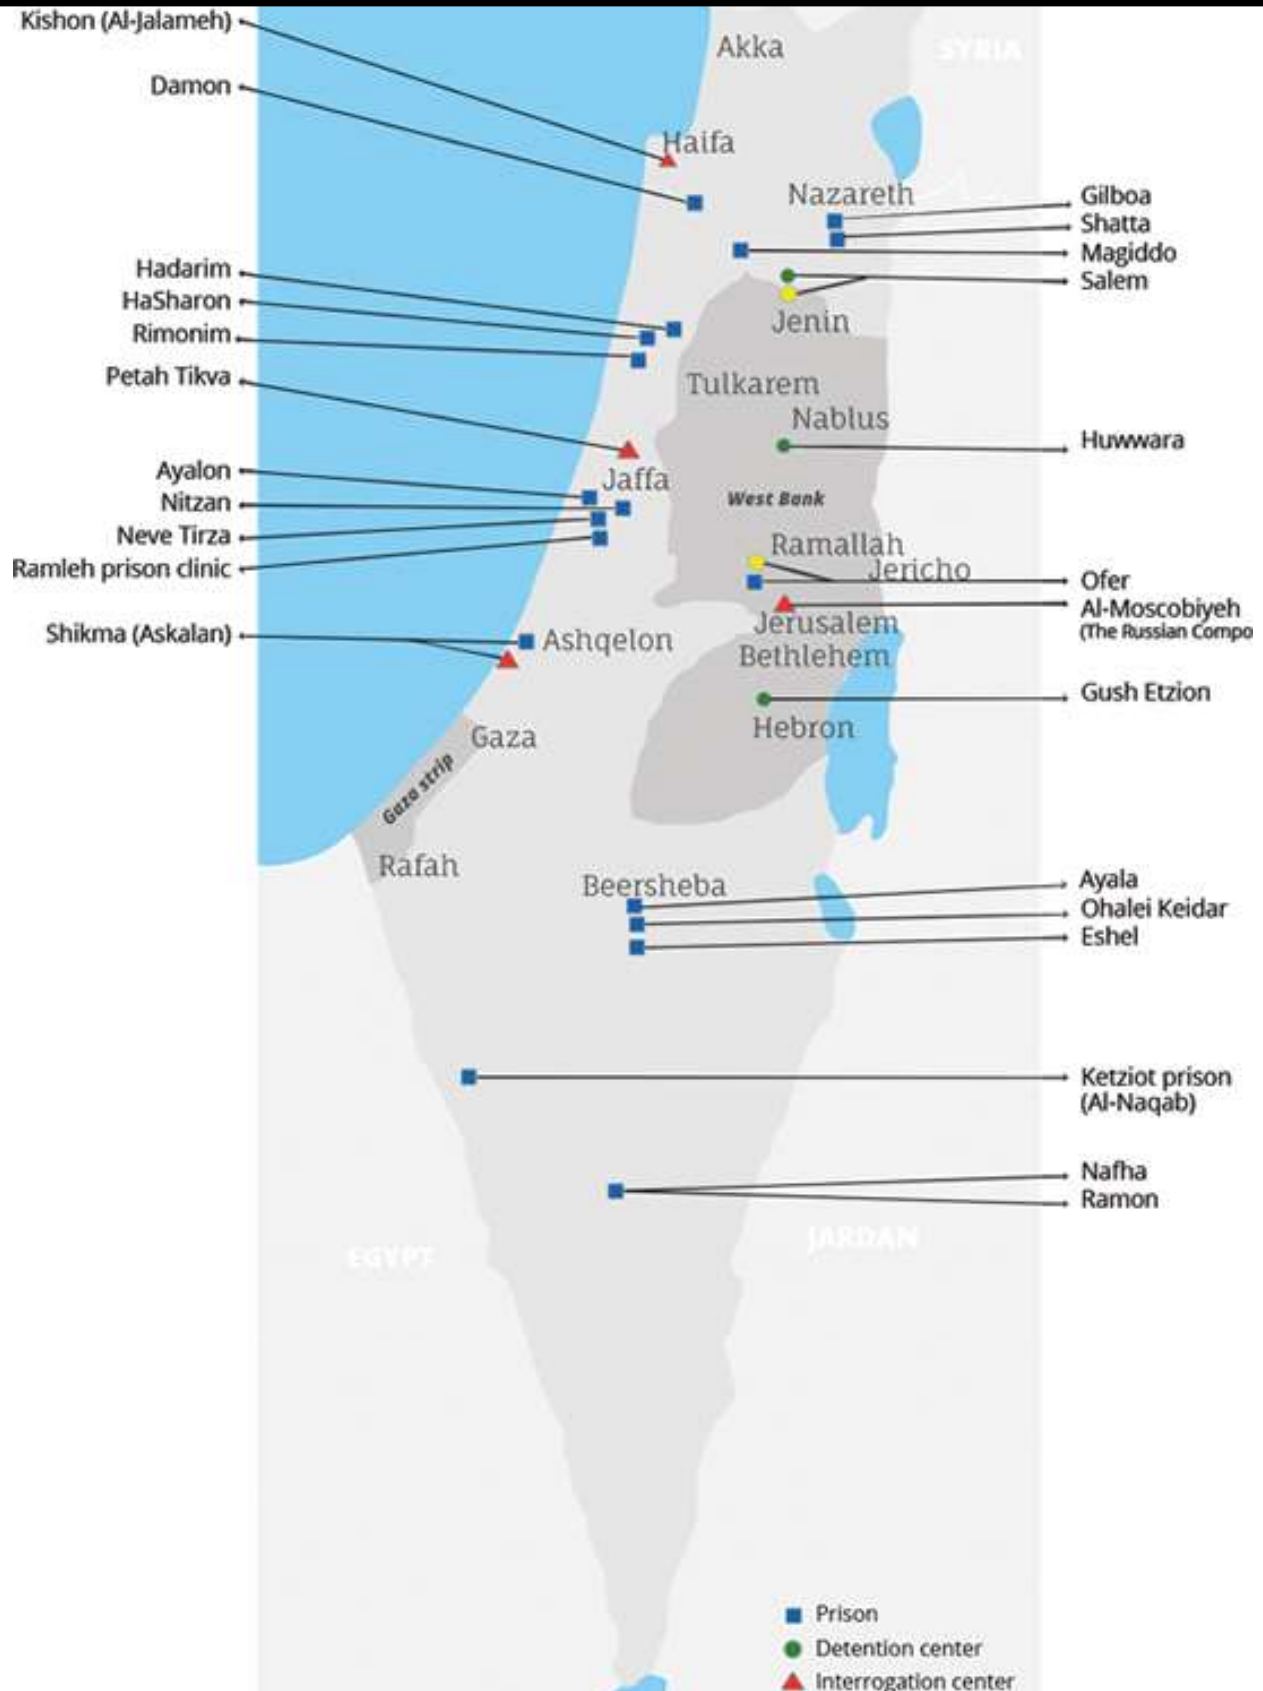 Kishon (Al-Jalameh)
Akka
SYRIA
Damon
Haifa
Nazareth
Gilboa
Shatta
Magiddo
Hadarim
Salem
HaSharon
Rimonim
Jenin
Petah Tikva
Tulkarem
Nablus
Huwwara
Ayalon
Jaffa
Nitzan
West Bank
Neve Tirza
Ramallah
Ramleh prison clinic
Jericho
Ofer
Al-Moscobiyeh
(The Russian Compo
Jerusalem
Shikma (Askalan)
Ashqelon
Bethlehem
Gush Etzion
Hebron
Gaza
Gaza strip
Rafah
Beersheba
Ayala
Ohalei Keidar
Eshel
Ketziot prison
(Al-Naqab)
Nafha
Ramon
JARDAN
EGYPT
Prison
Detention center
Interrogation center